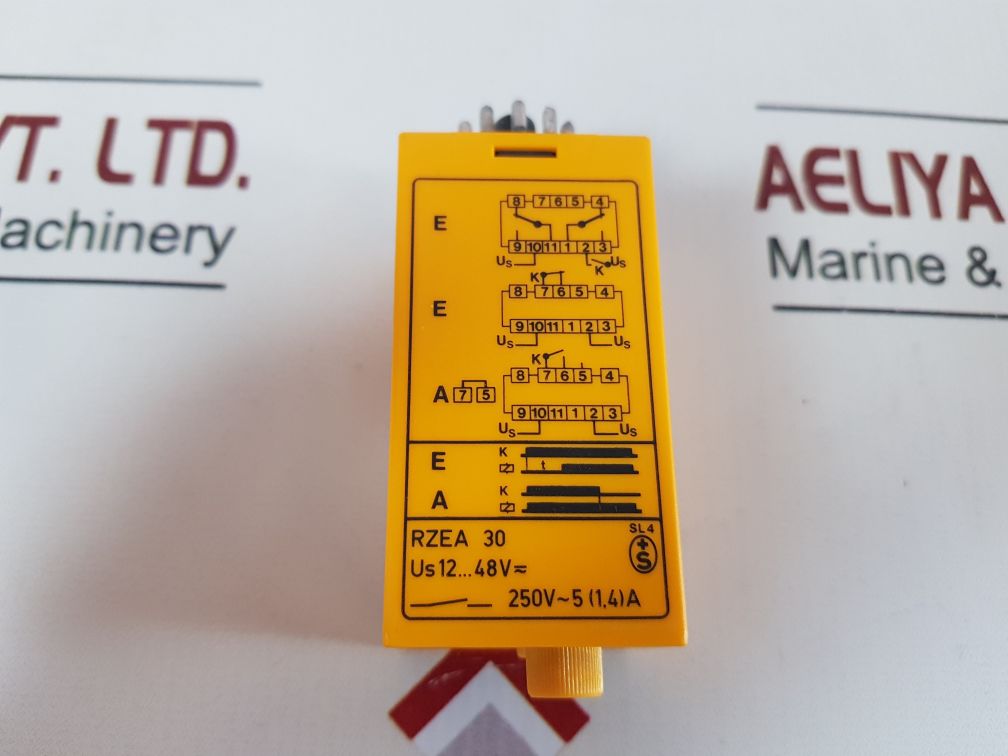 YT. LTD.
achinery
AELIYA
Marine &
E
8 7 6 5 4
9 10 11 1 2 3
Us K Us
K
E
8 7 6 5 4
9 10 11 1 2 3
Us Us
K
A 7 5
8 7 6 5 4
9 10 11 1 2 3
Us Us
E K
t
A K
RZEA 30
SL4
+S
Us 12...48V≂
250V~5 (1,4)A